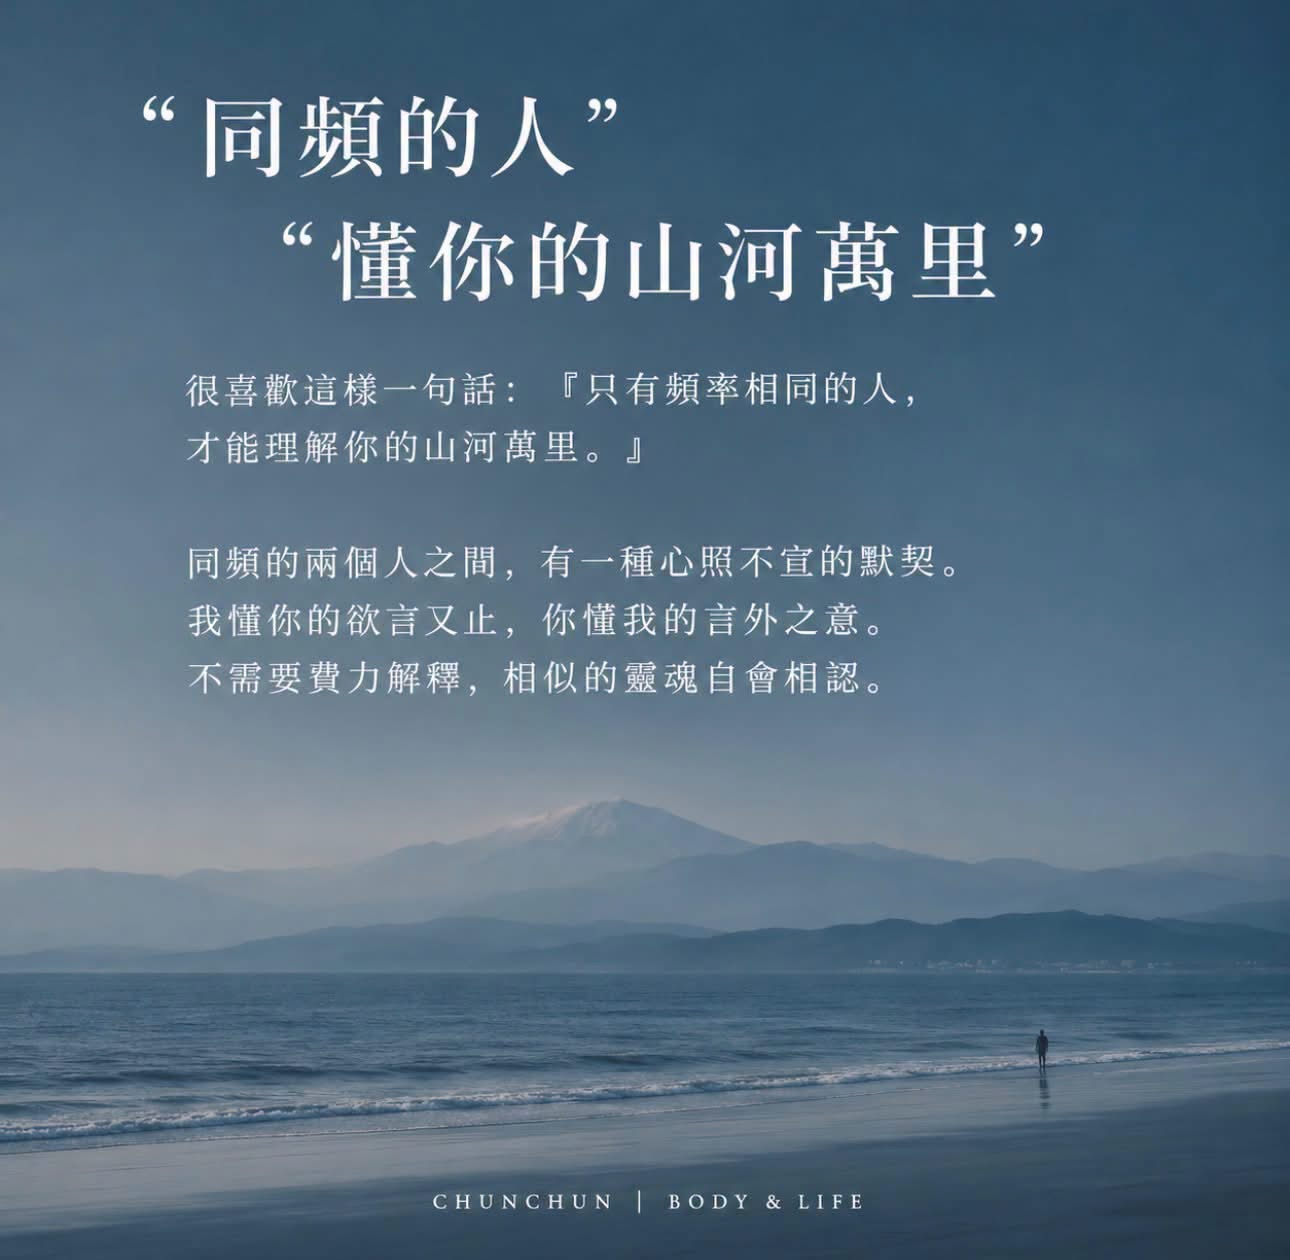 “同頻的人”
“懂你的山河萬里”
很喜歡這樣一句話：『只有頻率相同的人，
才能理解你的山河萬里。』
同頻的兩個人之間，有一種心照不宣的默契。
我懂你的欲言又止，你懂我的言外之意。
不需要費力解釋，相似的靈魂自會相認。
CHUNCHUN | BODY & LIFE